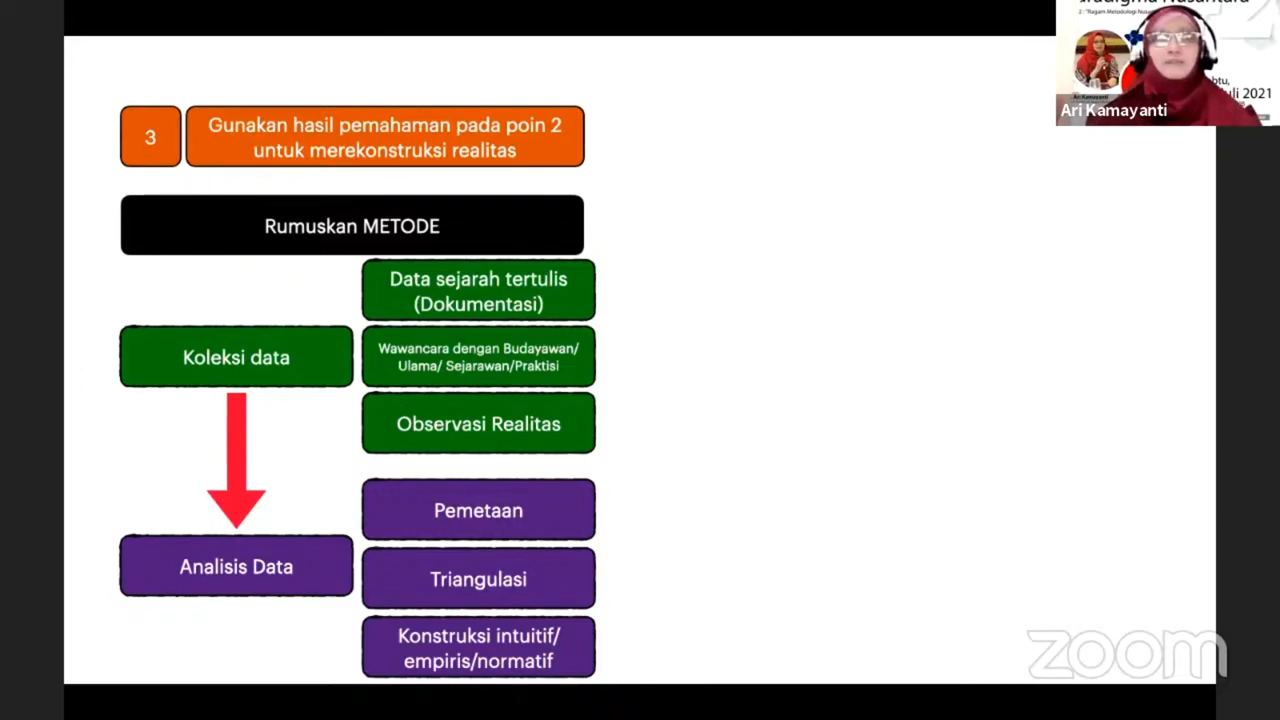 3
Gunakan hasil pemahaman pada poin 2
untuk merekonstruksi realitas
Rumuskan METODE
Data sejarah tertulis
(Dokumentasi)
Koleksi data
Wawancara dengan Budayawan/
Ulama/ Sejarawan/Praktisi
Observasi Realitas
Pemetaan
Analisis Data
Triangulasi
Konstruksi intuitif/
empiris/normatif
Juli 2021
Ari Kamayanti
zoom